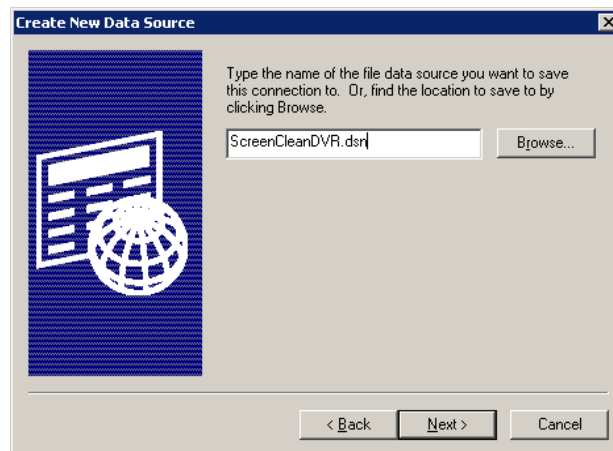 Create New Data Source
Type the name of the file data source you want to save
this connection to.  Or, find the location to save to by
clicking Browse.
ScreenCleanDVR.dsn
Browse...
< Back
Next >
Cancel